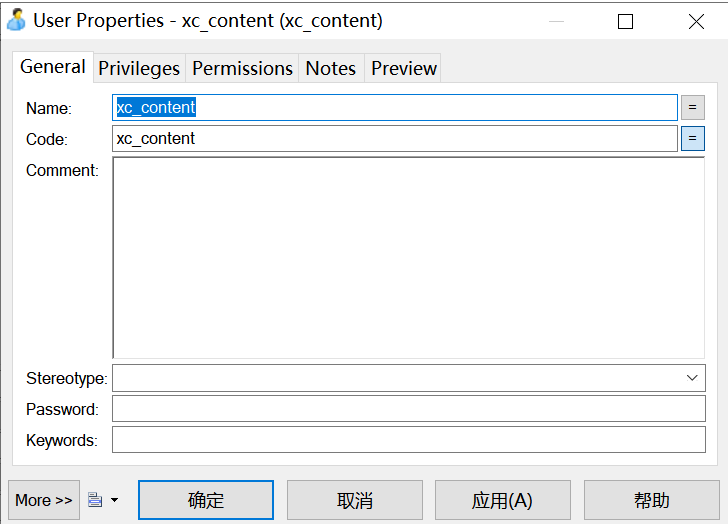 User Properties - xc_content (xc_content)
General Privileges Permissions Notes Preview
Name: xc_content =
Code: xc_content =
Comment:
Stereotype:
Password:
Keywords:
More >> 确定 取消 应用(A) 帮助